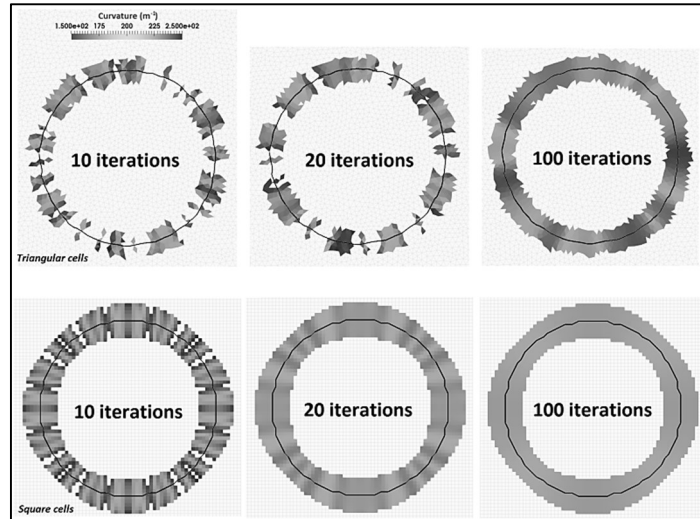 Curvature (m⁻¹)
1.500e+02 175 200 225 2.500e+02
10 iterations
20 iterations
100 iterations
Triangular cells
10 iterations
20 iterations
100 iterations
Square cells